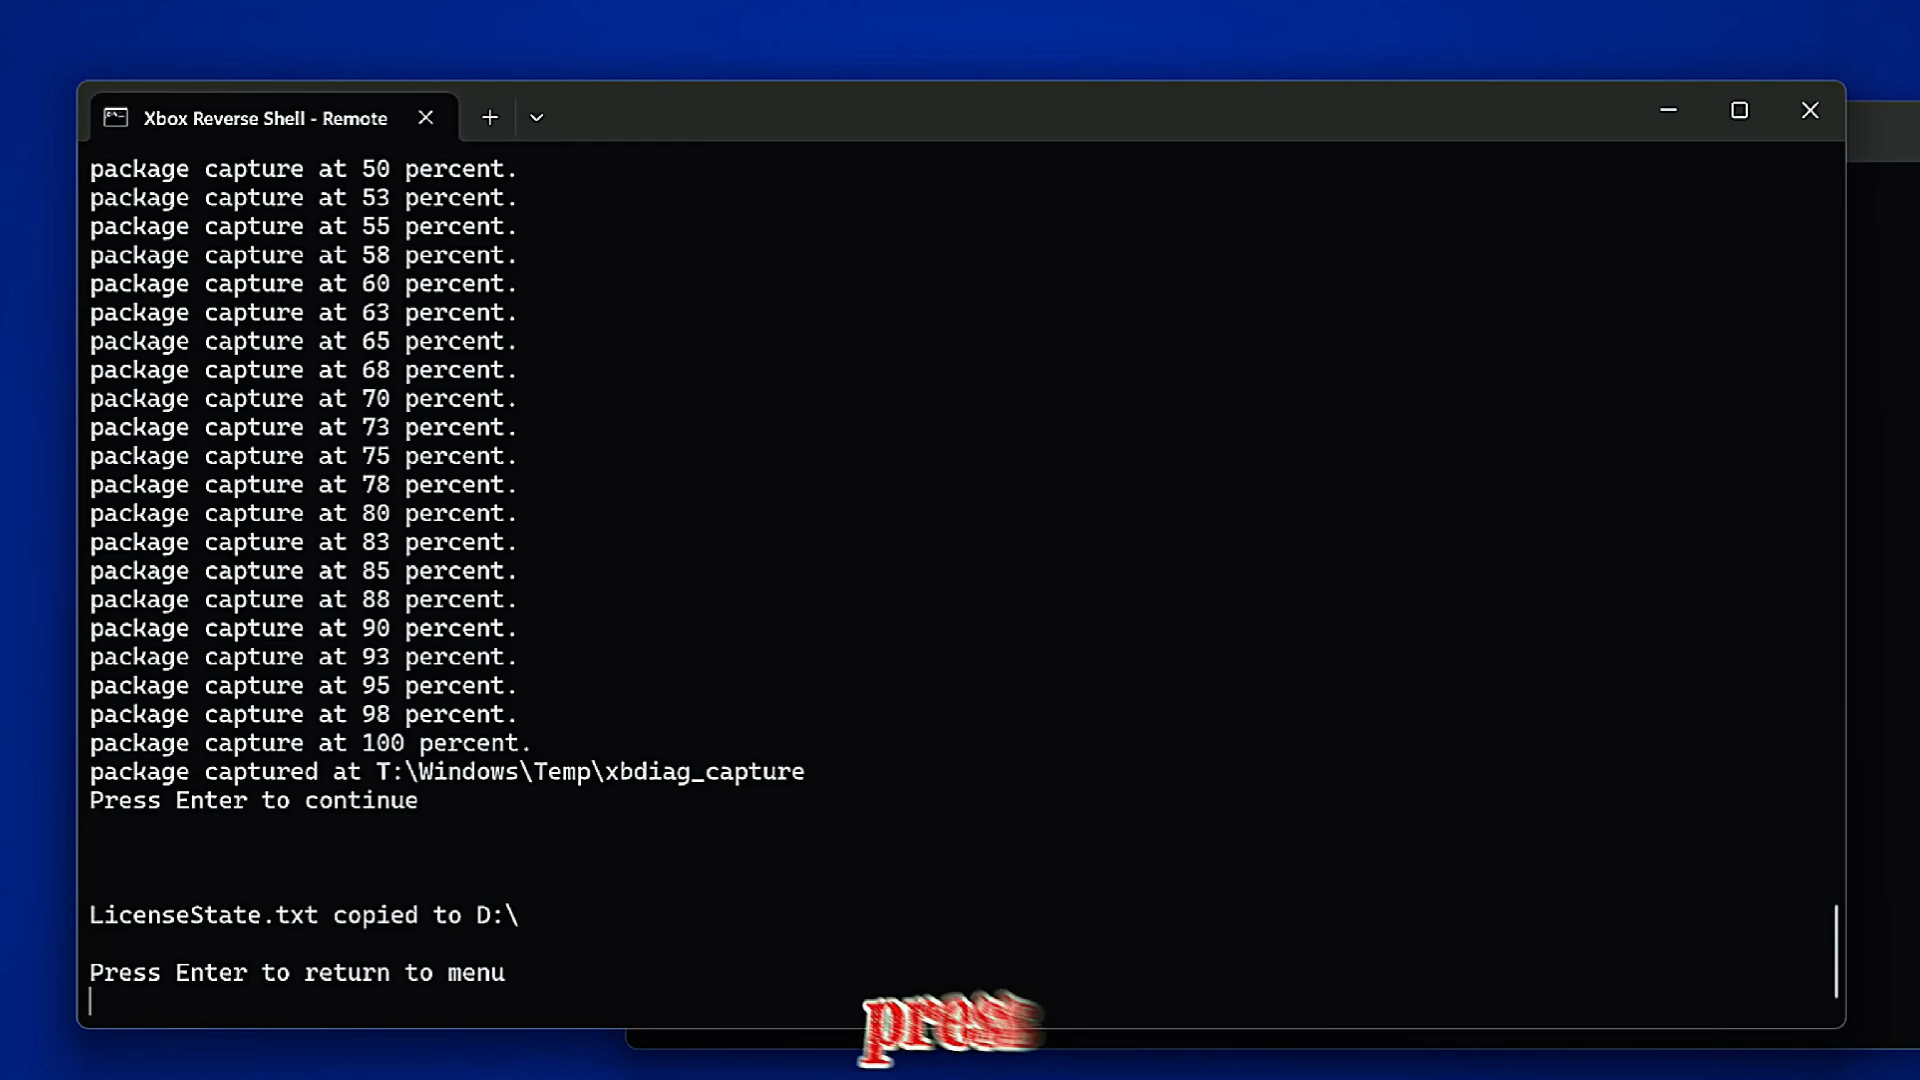 Xbox Reverse Shell - Remote
package capture at 50 percent.
package capture at 53 percent.
package capture at 55 percent.
package capture at 58 percent.
package capture at 60 percent.
package capture at 63 percent.
package capture at 65 percent.
package capture at 68 percent.
package capture at 70 percent.
package capture at 73 percent.
package capture at 75 percent.
package capture at 78 percent.
package capture at 80 percent.
package capture at 83 percent.
package capture at 85 percent.
package capture at 88 percent.
package capture at 90 percent.
package capture at 93 percent.
package capture at 95 percent.
package capture at 98 percent.
package capture at 100 percent.
package captured at T:\Windows\Temp\xbdiag_capture
Press Enter to continue
LicenseState.txt copied to D:\
Press Enter to return to menu
press